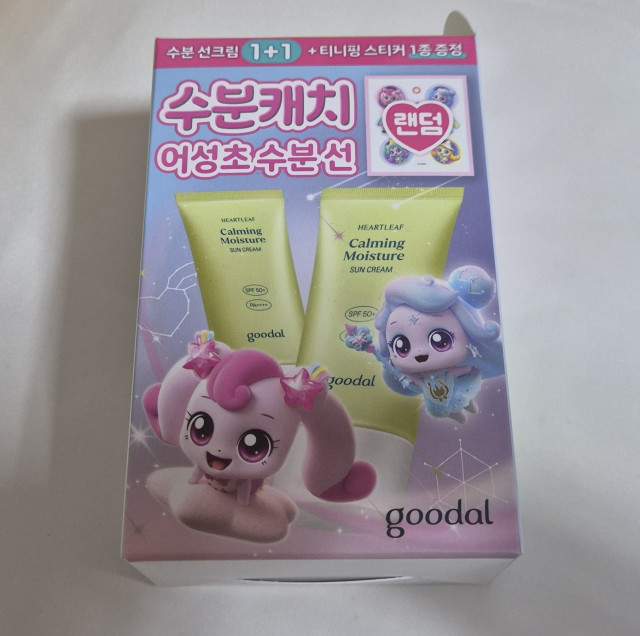 수분 선크림 1+1 + 티니핑 스티커 1종 증정
수분캐치
어성초 수분 선
랜덤
HEARTLEAF
Calming
Moisture
SUN CREAM
SPF 50+
PA++++
goodal
HEARTLEAF
Calming
Moisture
SUN CREAM
SPF 50+
goodal
goodal